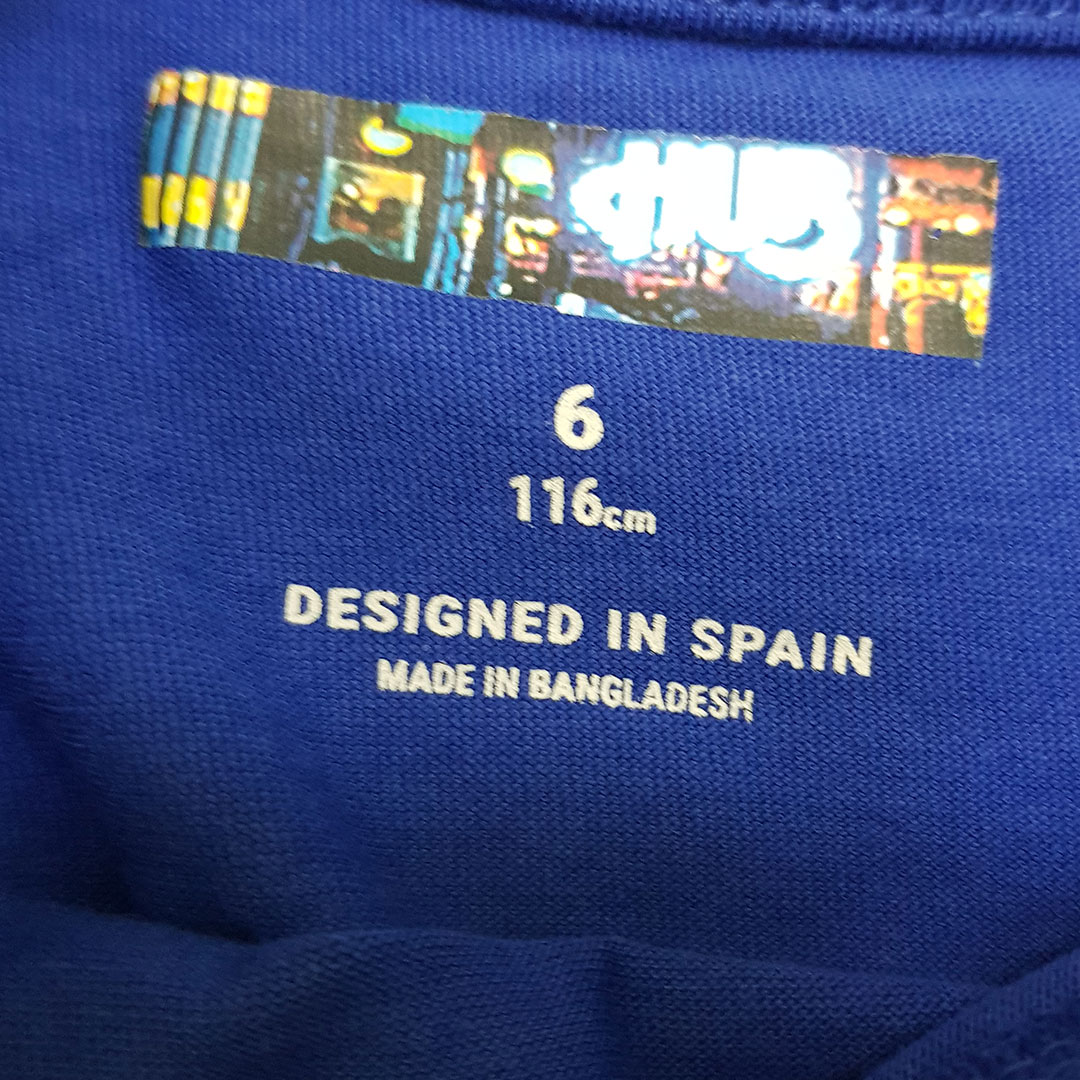 HUB
6
116cm
DESIGNED IN SPAIN
MADE IN BANGLADESH